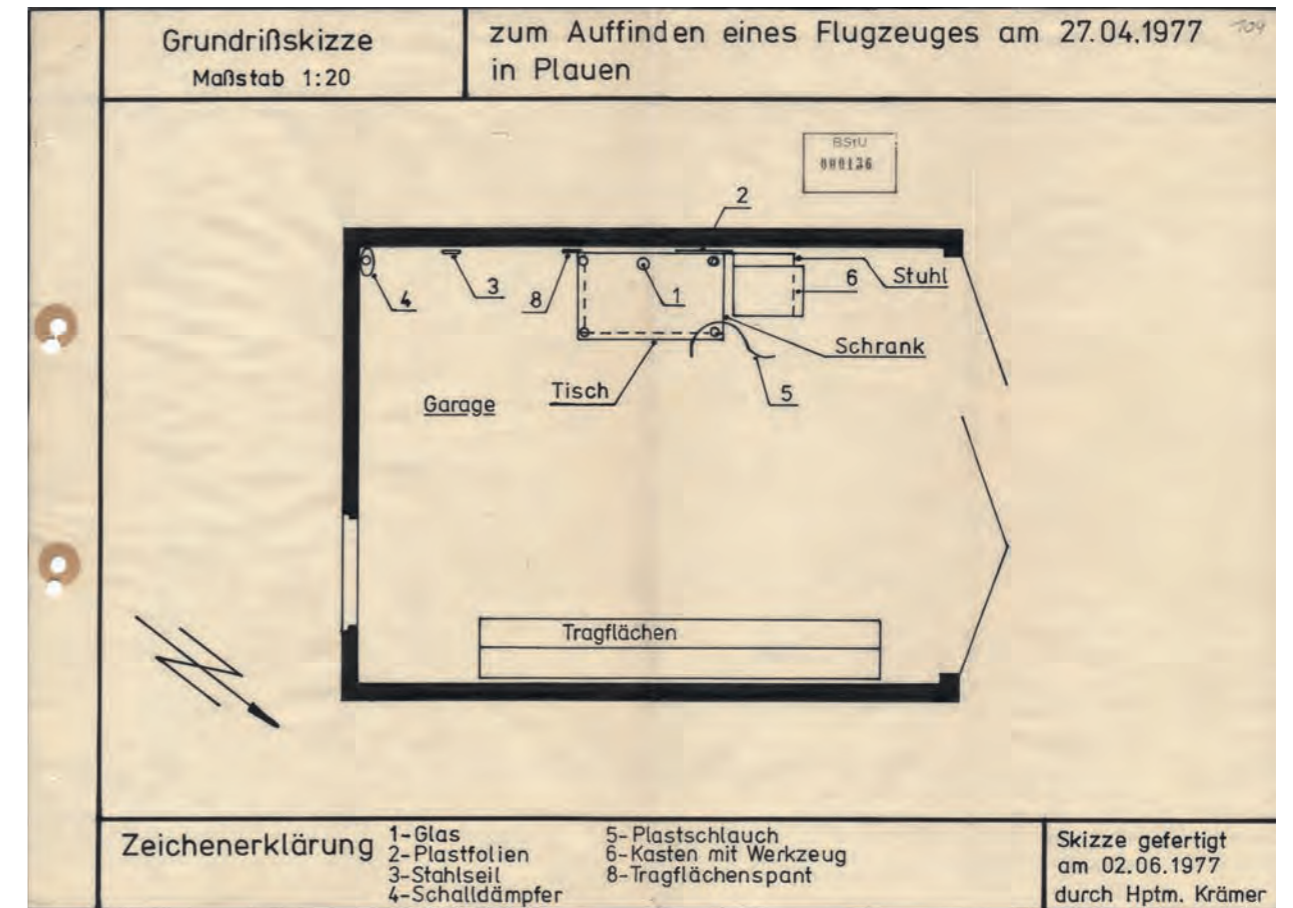 Grundrißskizze
Maßstab 1:20
zum Auffinden eines Flugzeuges am 27.04.1977
in Plauen
104
BStU
000136
2
3
4
8
1
6
Stuhl
Schrank
Tisch
5
Garage
Tragflächen
Zeichenerklärung
1-Glas
2-Plastfolien
3-Stahlseil
4-Schalldämpfer
5-Plastschlauch
6-Kasten mit Werkzeug
8-Tragflächenspant
Skizze gefertigt
am 02.06.1977
durch Hptm. Krämer